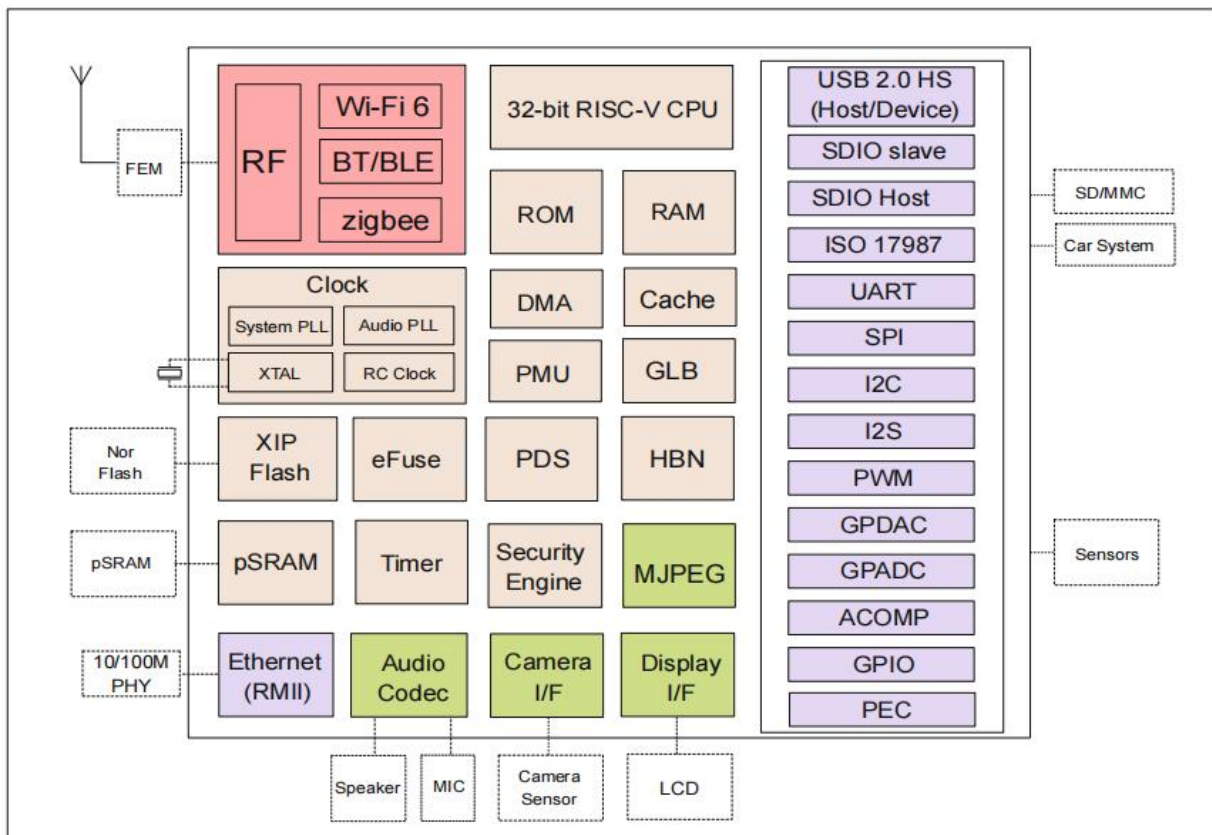 Wi-Fi 6
RF
BT/BLE
zigbee
FEM
32-bit RISC-V CPU
ROM
RAM
Clock
System PLL
Audio PLL
XTAL
RC Clock
DMA
Cache
PMU
GLB
Nor
Flash
XIP
Flash
eFuse
PDS
HBN
pSRAM
pSRAM
Timer
Security
Engine
MJPEG
10/100M
PHY
Ethernet
(RMII)
Audio
Codec
Camera
I/F
Display
I/F
Speaker
MIC
Camera
Sensor
LCD
USB 2.0 HS
(Host/Device)
SDIO slave
SDIO Host
ISO 17987
UART
SPI
I2C
I2S
PWM
GPDAC
GPADC
ACOMP
GPIO
PEC
SD/MMC
Car System
Sensors